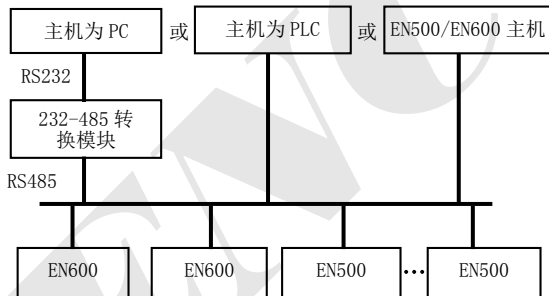 主机为 PC 或 主机为 PLC 或 EN500/EN600 主机
RS232
232-485 转
换模块
RS485
EN600 EN600 EN500 ··· EN500
ENC